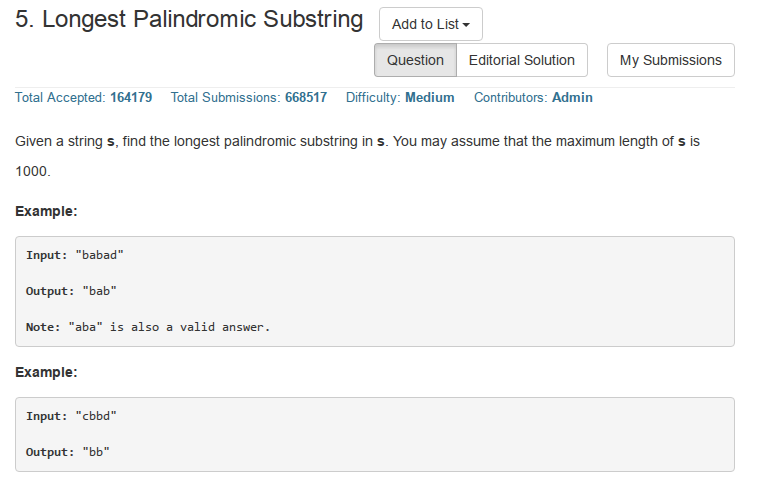 5. Longest Palindromic Substring
Add to List
Question Editorial Solution My Submissions
Total Accepted: 164179 Total Submissions: 668517 Difficulty: Medium Contributors: Admin
Given a string s, find the longest palindromic substring in s. You may assume that the maximum length of s is
1000.
Example:
Input: "babad"
Output: "bab"
Note: "aba" is also a valid answer.
Example:
Input: "cbbd"
Output: "bb"